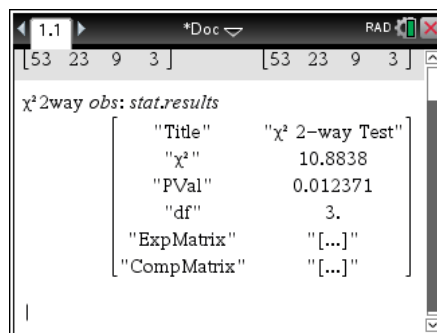 1.1 *Doc RAD
[53 23 9 3] [53 23 9 3]
χ²2way obs: stat.results
"Title" "χ² 2-way Test"
"χ²" 10.8838
"PVal" 0.012371
"df" 3.
"ExpMatrix" "[...]"
"CompMatrix" "[...]"